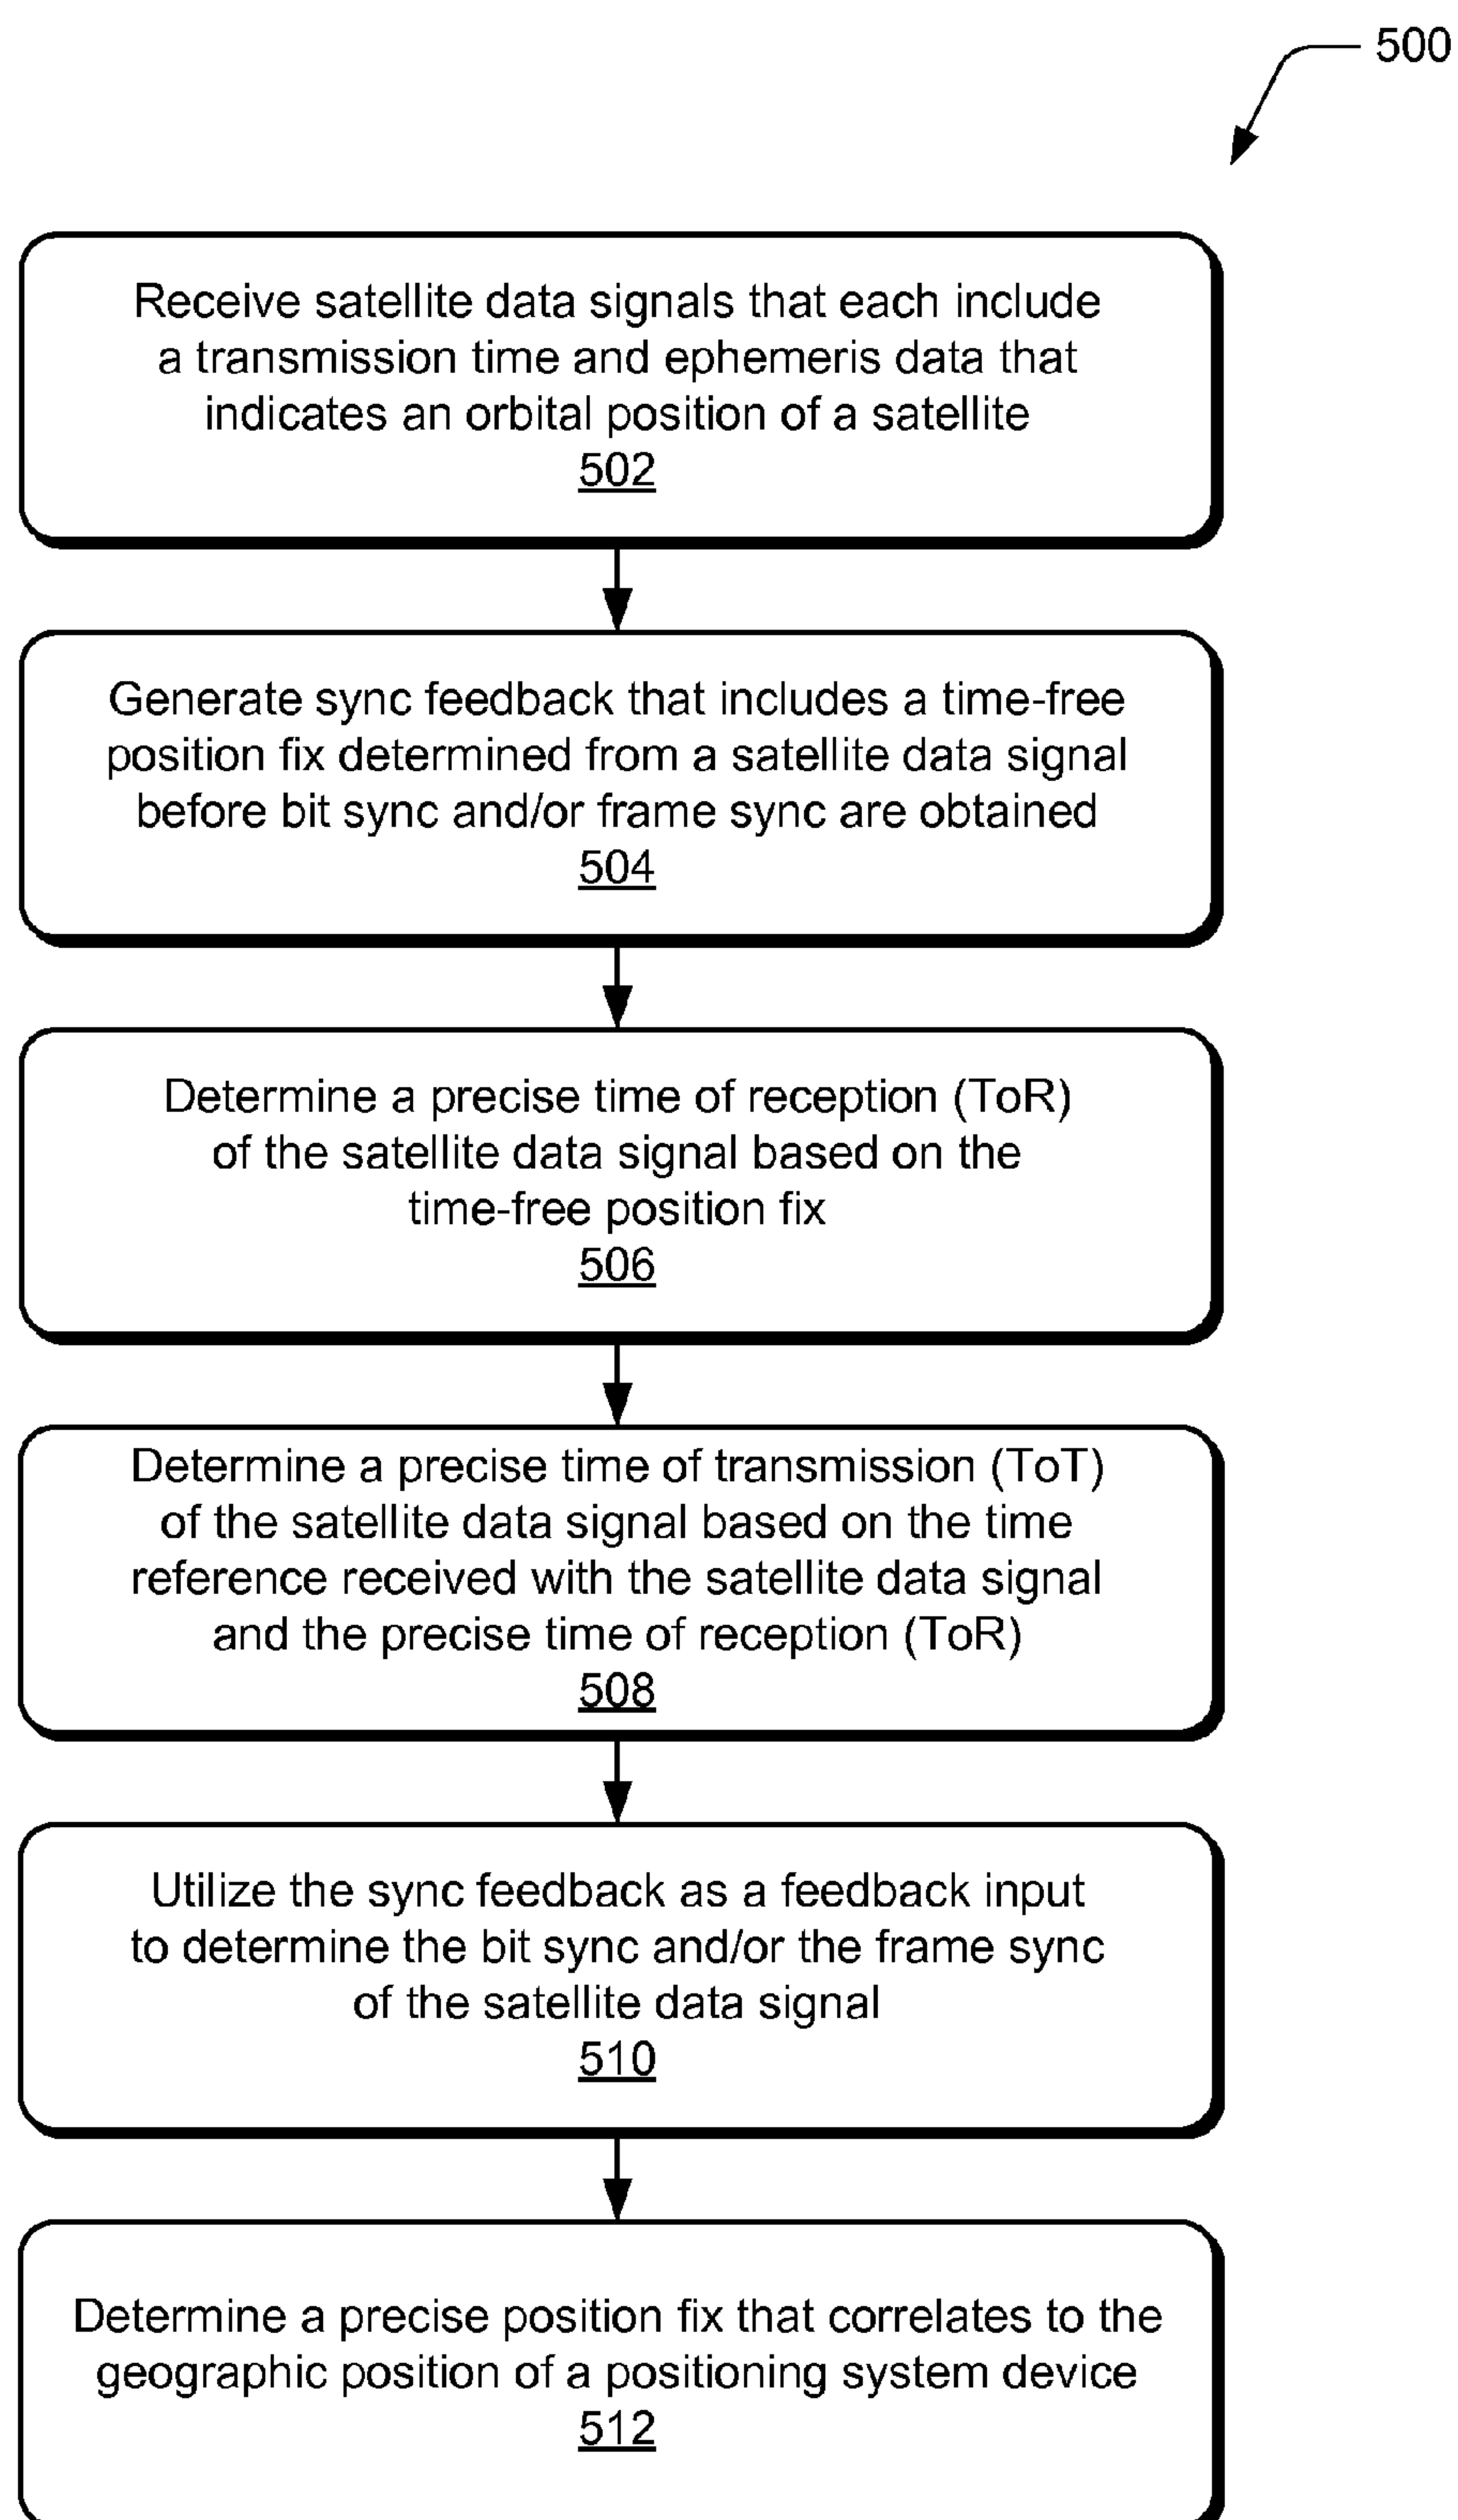 500
Receive satellite data signals that each include
a transmission time and ephemeris data that
indicates an orbital position of a satellite
502
Generate sync feedback that includes a time-free
position fix determined from a satellite data signal
before bit sync and/or frame sync are obtained
504
Determine a precise time of reception (ToR)
of the satellite data signal based on the
time-free position fix
506
Determine a precise time of transmission (ToT)
of the satellite data signal based on the time
reference received with the satellite data signal
and the precise time of reception (ToR)
508
Utilize the sync feedback as a feedback input
to determine the bit sync and/or the frame sync
of the satellite data signal
510
Determine a precise position fix that correlates to the
geographic position of a positioning system device
512